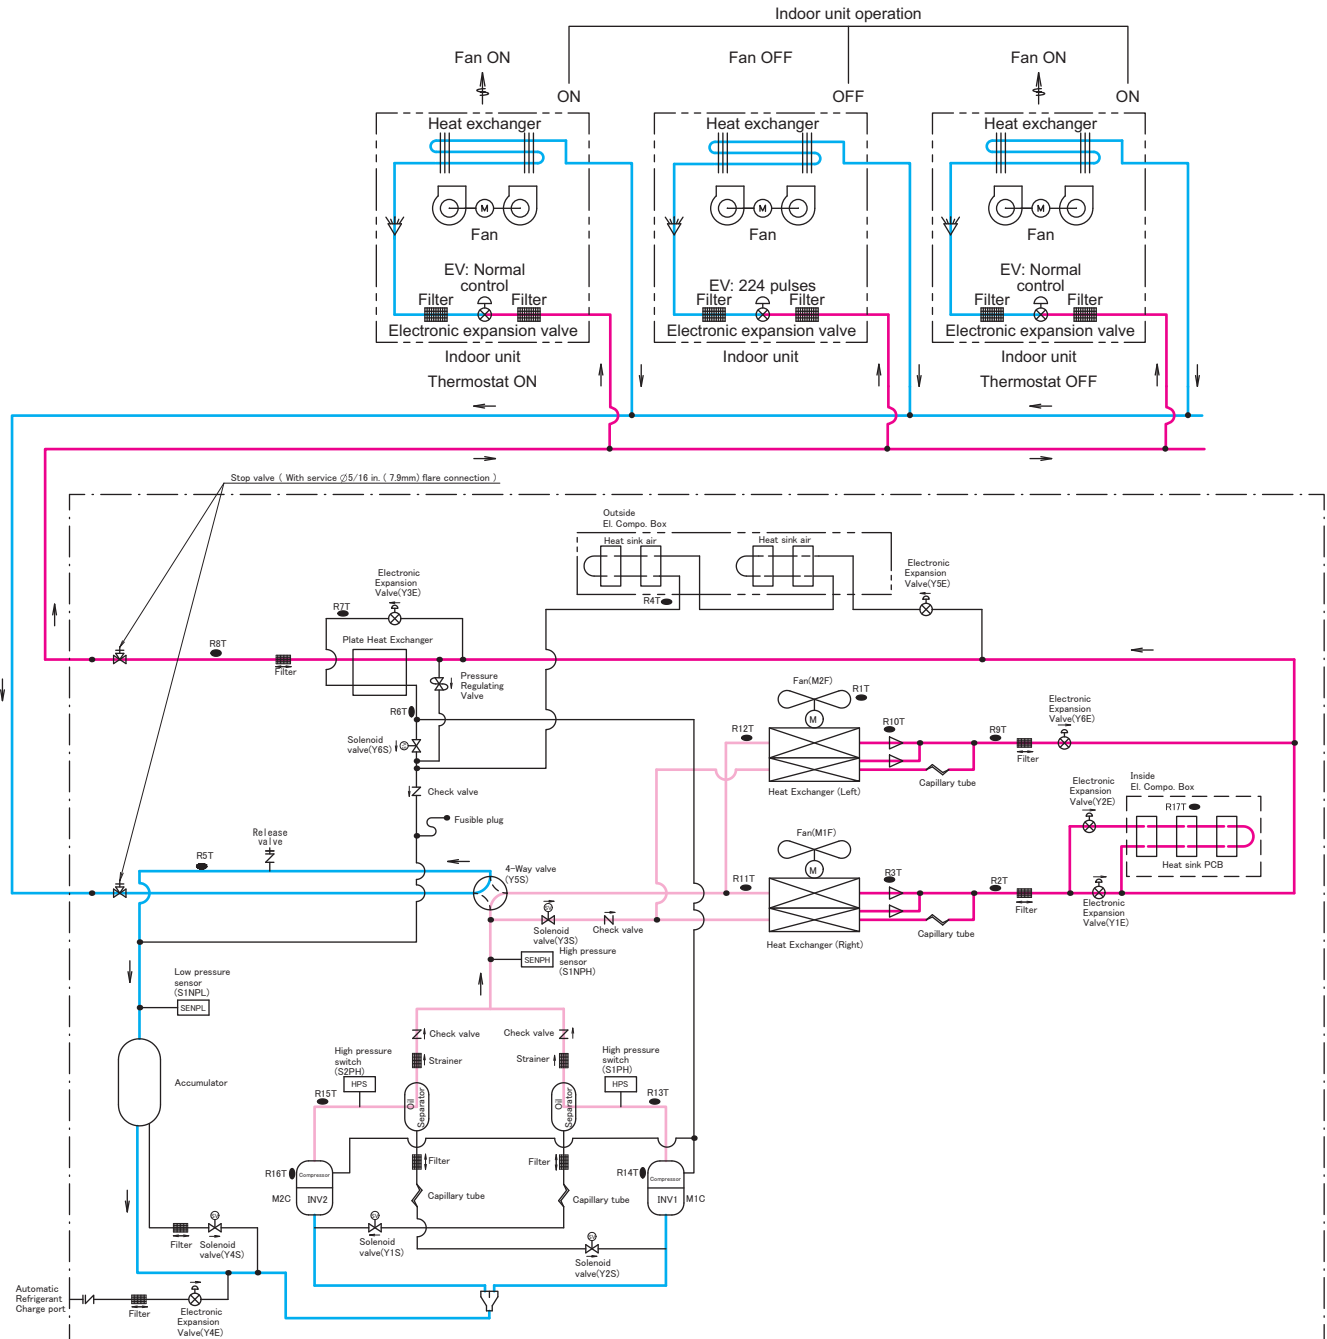 Indoor unit operation
Fan ON
Fan OFF
Fan ON
ON
OFF
ON
Heat exchanger
Heat exchanger
Heat exchanger
M
M
M
Fan
Fan
Fan
EV: Normal
control
EV: 224 pulses
EV: Normal
control
Filter
Filter
Filter
Filter
Filter
Filter
Electronic expansion valve
Electronic expansion valve
Electronic expansion valve
Indoor unit
Indoor unit
Indoor unit
Thermostat ON
Thermostat OFF
Stop valve ( With service ∅5/16 in. ( 7.9mm) flare connection )
Outside
El. Compo. Box
Heat sink air
Heat sink air
R4T
Electronic
Expansion
Valve(Y5E)
Electronic
Expansion
Valve(Y3E)
R7T
Plate Heat Exchanger
R8T
Filter
Pressure
Regulating
Valve
R6T
Solenoid
valve(Y6S)
Check valve
Fusible plug
Release
valve
R5T
4-Way valve
(Y5S)
Fan(M2F)
R1T
M
R12T
R10T
R9T
Electronic
Expansion
Valve(Y6E)
Filter
Capillary tube
Heat Exchanger (Left)
Electronic
Expansion
Valve(Y2E)
Inside
El. Compo. Box
R17T
Heat sink PCB
Fan(M1F)
M
R11T
R3T
R2T
Filter
Electronic
Expansion
Valve(Y1E)
Capillary tube
Heat Exchanger (Right)
SV
Solenoid
valve(Y3S)
Check valve
SENPH
High pressure
sensor
(S1NPH)
Low pressure
sensor
(S1NPL)
SENPL
Check valve
Check valve
Strainer
Strainer
High pressure
switch
(S2PH)
HPS
High pressure
switch
(S1PH)
HPS
R15T
R13T
Oil
Separator
Oil
Separator
Accumulator
Filter
Filter
R16T
Compressor
INV2
M2C
R14T
Compressor
INV1
M1C
Capillary tube
Capillary tube
SV
Solenoid
valve(Y1S)
SV
Solenoid
valve(Y2S)
SV
Filter
Solenoid
valve(Y4S)
Automatic
Refrigerant
Charge port
Filter
Electronic
Expansion
Valve(Y4E)